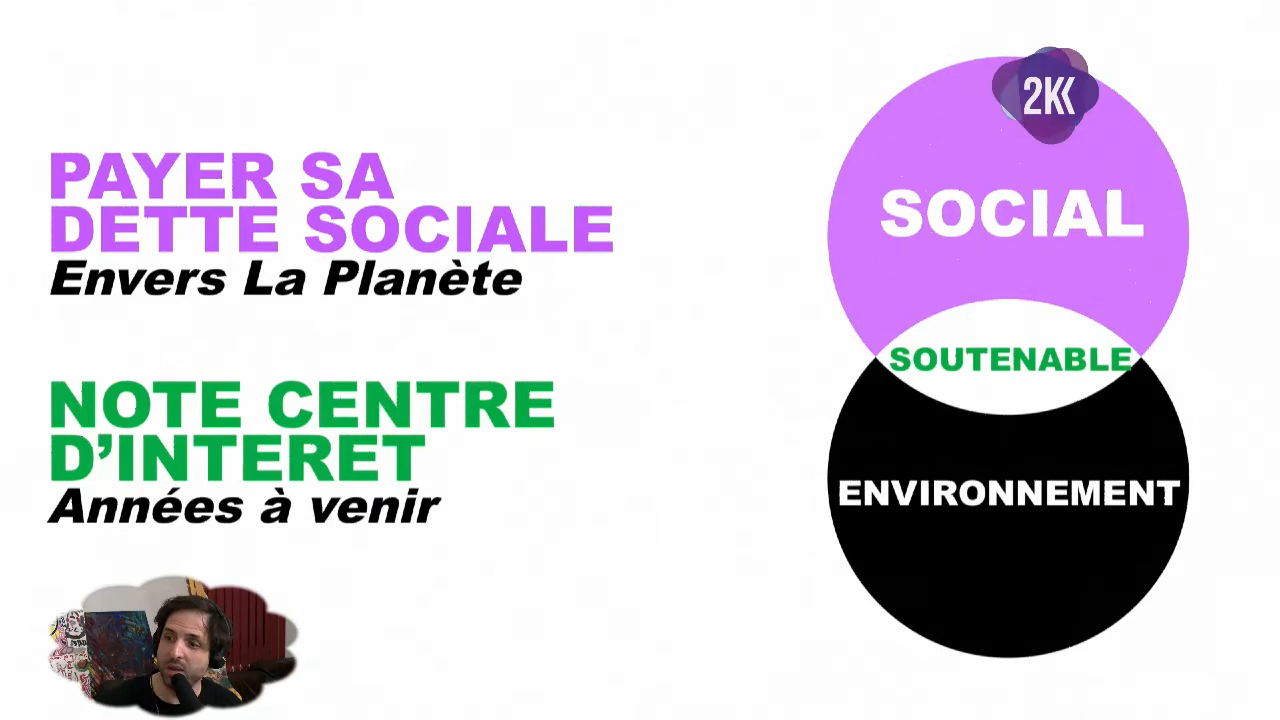 PAYER SA
DETTE SOCIALE
Envers La Planète
NOTE CENTRE
D’INTERET
Années à venir
2K
SOCIAL
SOUTENABLE
ENVIRONNEMENT